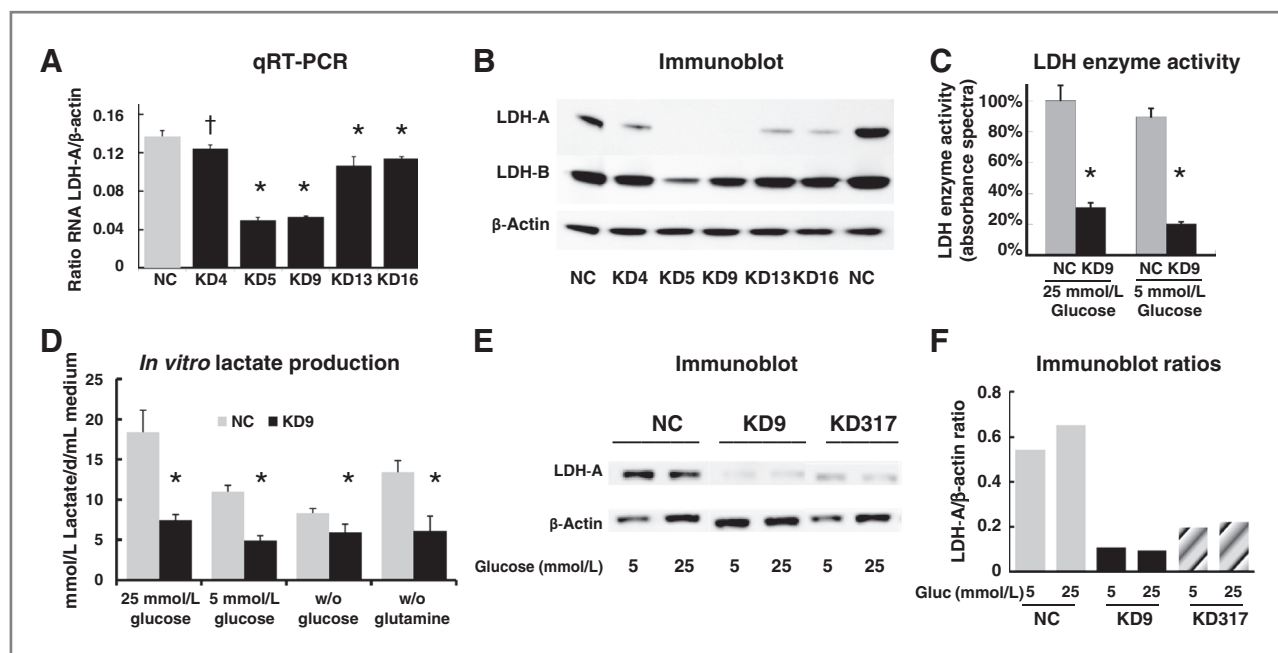 A
qRT-PCR
Ratio RNA LDH-A/β-actin
0.16
0.12
0.08
0.04
0
†
*
*
*
*
NC KD4 KD5 KD9 KD13 KD16
B
Immunoblot
LDH-A
LDH-B
β-Actin
NC KD4 KD5 KD9 KD13 KD16 NC
C
LDH enzyme activity
LDH enzyme activity
(absorbance spectra)
100%
80%
60%
40%
20%
0%
*
*
NC KD9 NC KD9
25 mmol/L 5 mmol/L
Glucose Glucose
D
In vitro lactate production
mmol/L Lactate/d/mL medium
25
20
15
10
5
0
NC KD9
*
*
*
*
25 mmol/L 5 mmol/L w/o w/o
glucose glucose glucose glutamine
E
Immunoblot
NC KD9 KD317
LDH-A
β-Actin
Glucose (mmol/L) 5 25 5 25 5 25
F
Immunoblot ratios
LDH-A/β-actin ratio
0.8
0.6
0.4
0.2
0
Gluc (mmol/L) 5 25 5 25 5 25
NC KD9 KD317